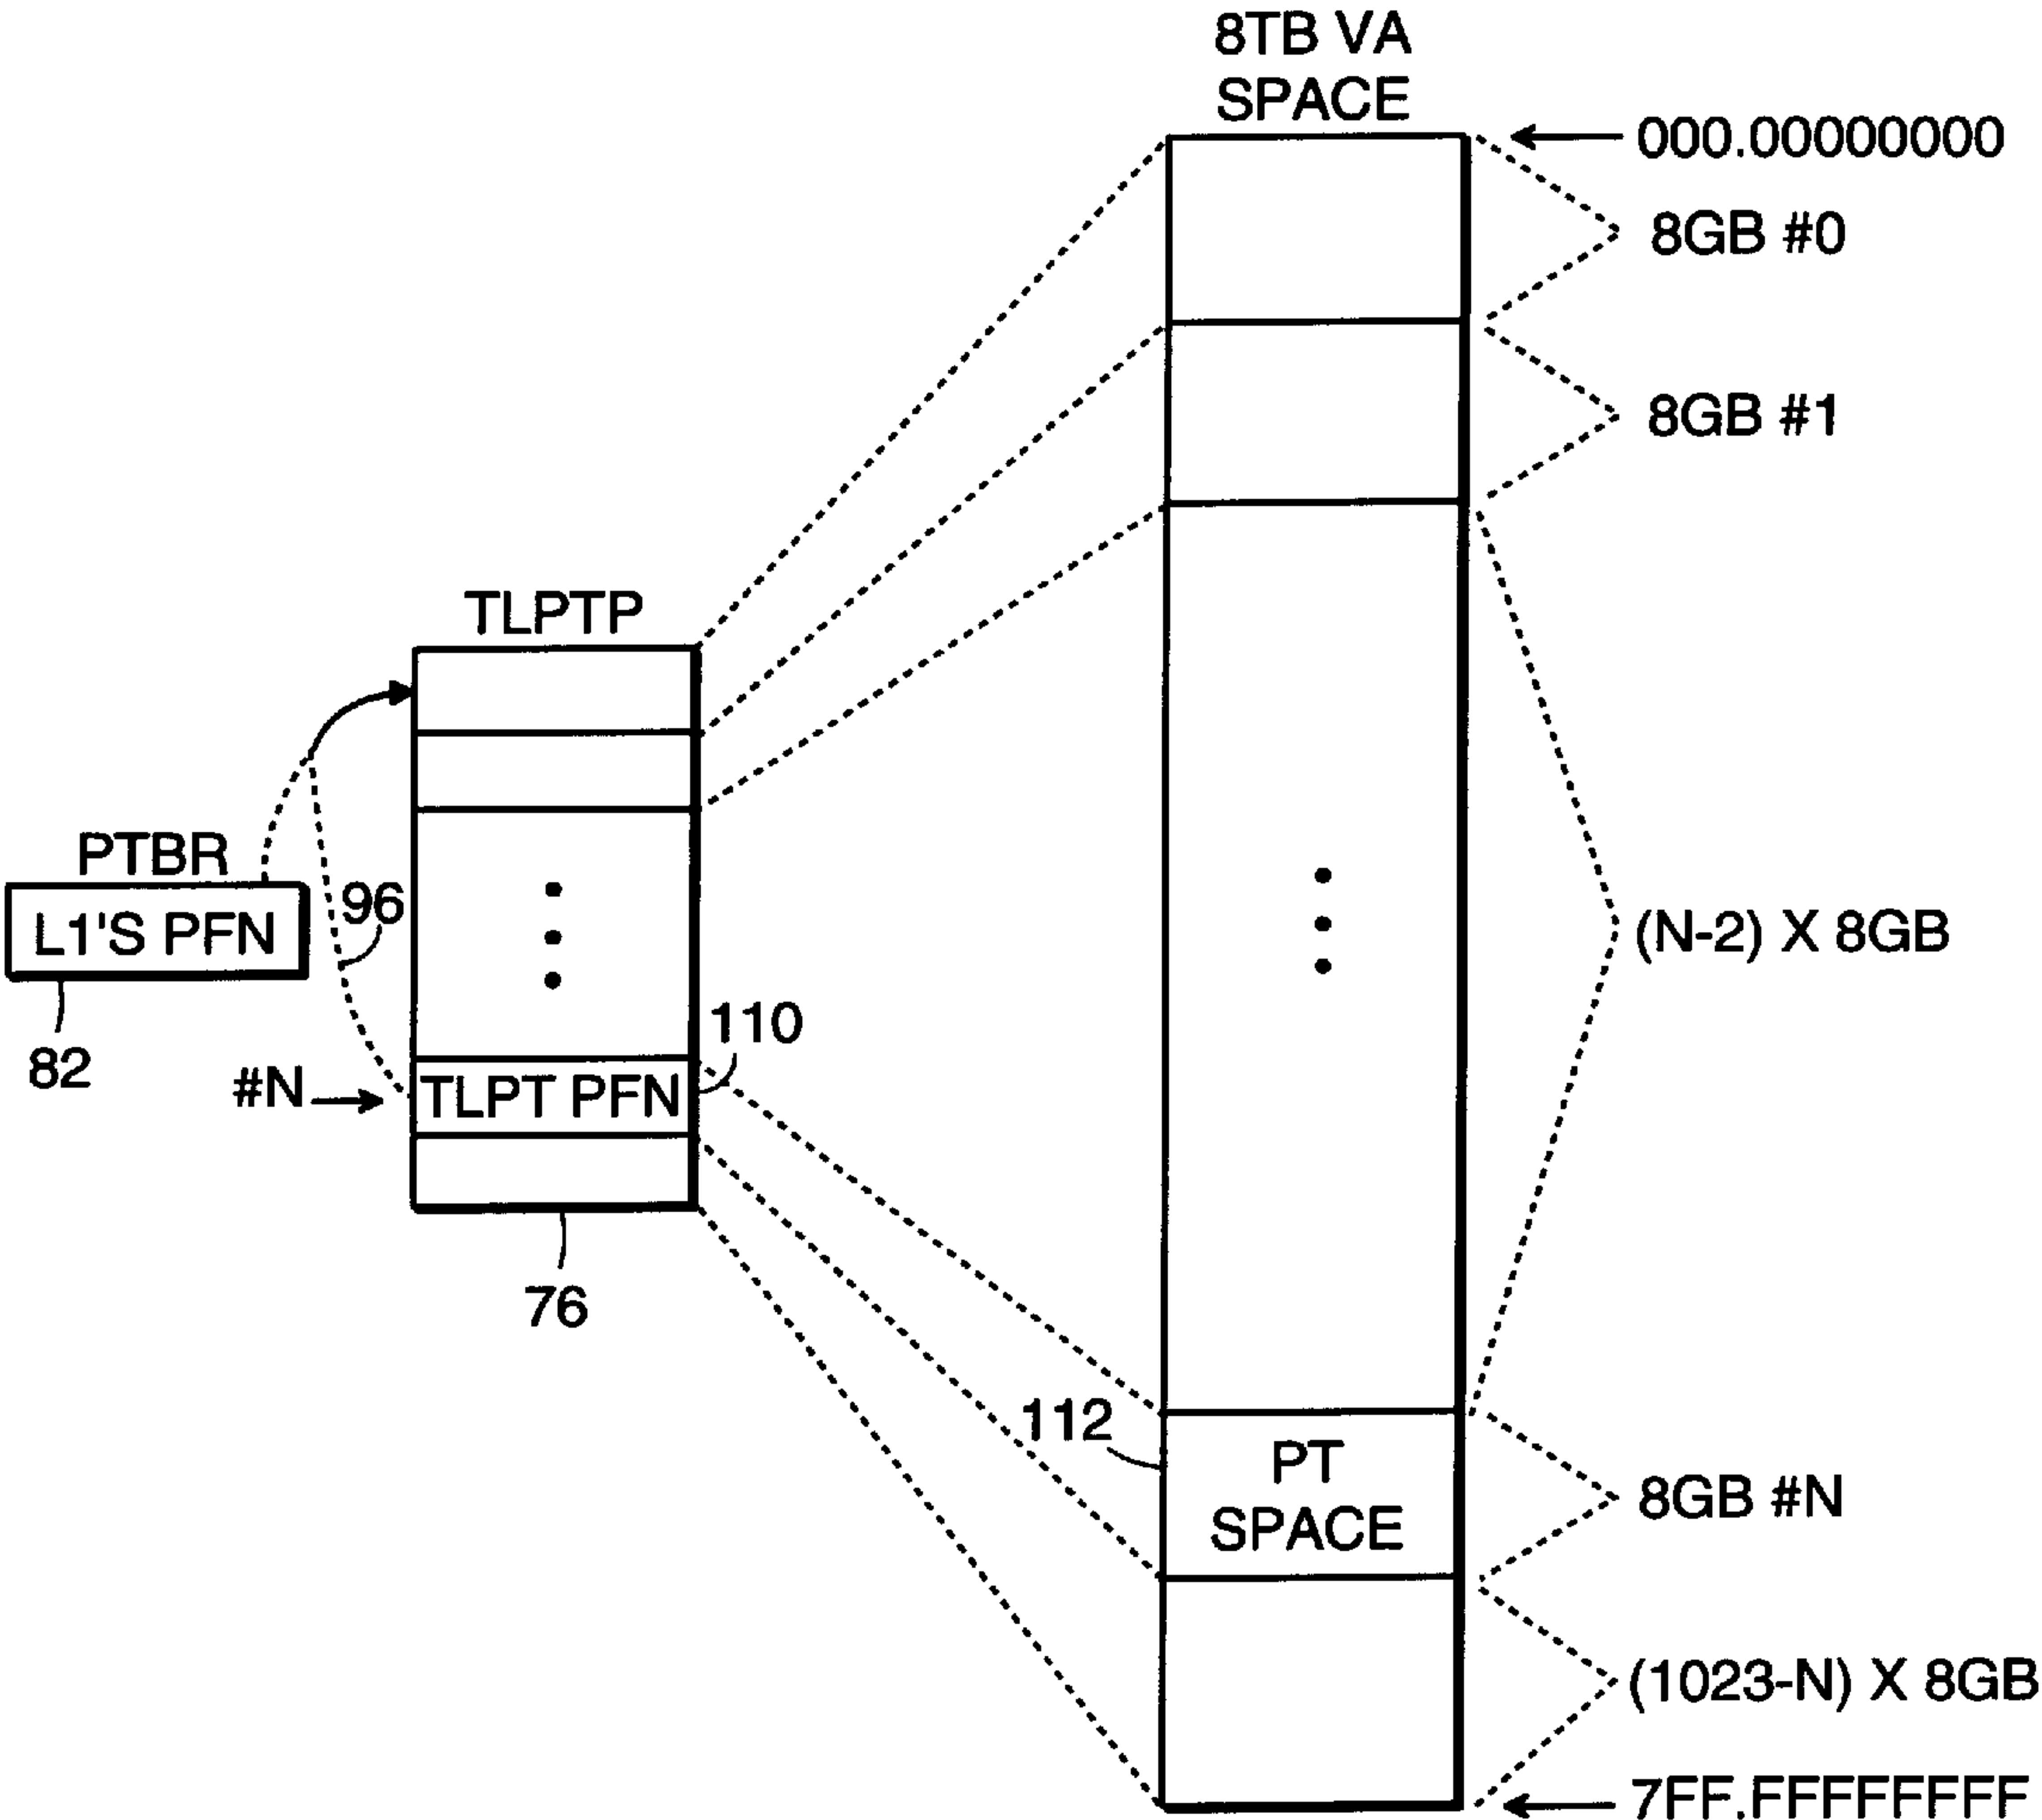 8TB VA
SPACE
000.00000000
8GB #0
8GB #1
TLPTP
PTBR
L1'S PFN
96
82
110
#N
TLPT PFN
76
(N-2) X 8GB
112
PT
SPACE
8GB #N
(1023-N) X 8GB
7FF.FFFFFFFF